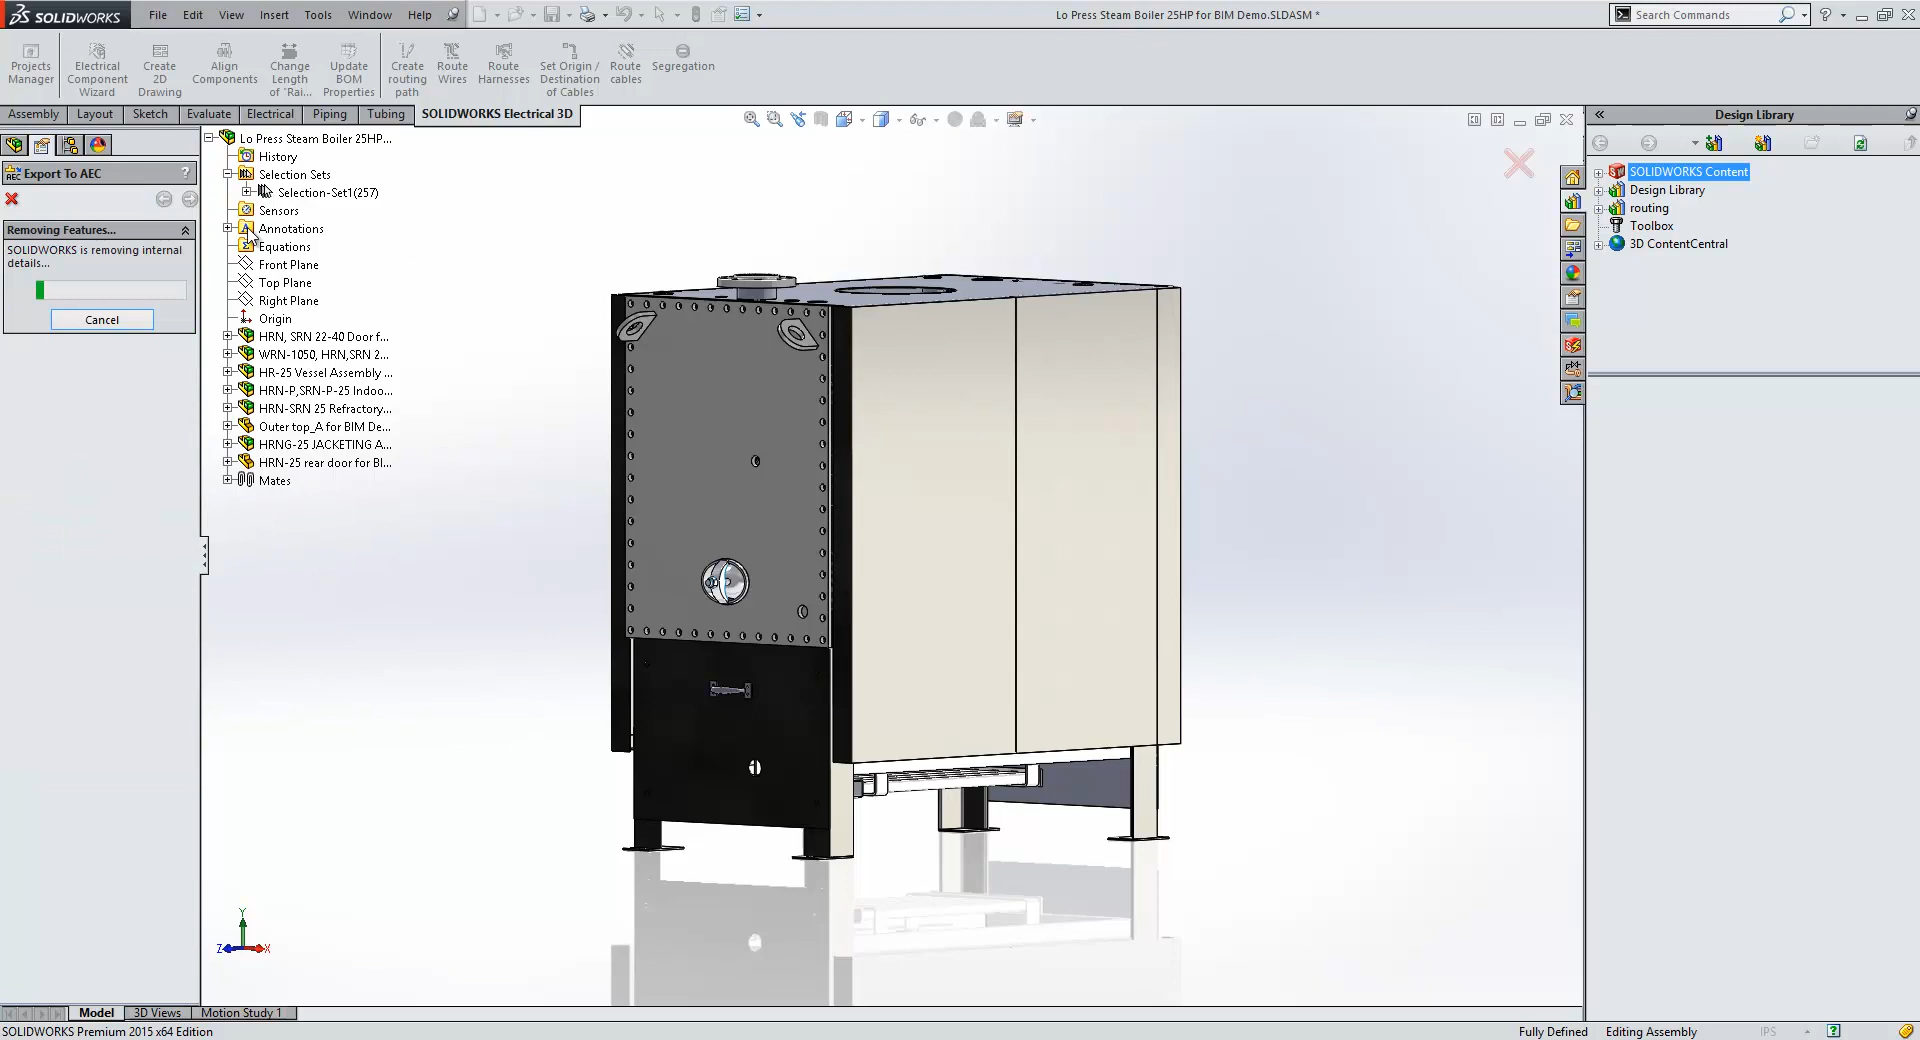 SOLIDWORKS
File Edit View Insert Tools Window Help
Lo Press Steam Boiler 25HP for BIM Demo.SLDASM *
Search Commands
Projects Manager
Electrical Component Wizard
Create 2D Drawing
Align Components
Change Length of 'Rai...
Update BOM Properties
Create routing path
Route Wires
Route Harnesses
Set Origin / Destination of Cables
Route cables
Segregation
Assembly Layout Sketch Evaluate Electrical Piping Tubing SOLIDWORKS Electrical 3D
AEC Export To AEC ?
Removing Features...
SOLIDWORKS is removing internal
details...
Cancel
Lo Press Steam Boiler 25HP...
History
Selection Sets
Selection-Set1(257)
Sensors
Annotations
Equations
Front Plane
Top Plane
Right Plane
Origin
HRN, SRN 22-40 Door f...
WRN-1050, HRN,SRN 2...
HR-25 Vessel Assembly ...
HRN-P,SRN-P-25 Indoo...
HRN-SRN 25 Refractory...
Outer top_A for BIM De...
HRNG-25 JACKETING A...
HRN-25 rear door for BI...
Mates
Y
Z X
Design Library
SOLIDWORKS Content
Design Library
routing
Toolbox
3D ContentCentral
Model 3D Views Motion Study 1
SOLIDWORKS Premium 2015 x64 Edition
Fully Defined Editing Assembly IPS